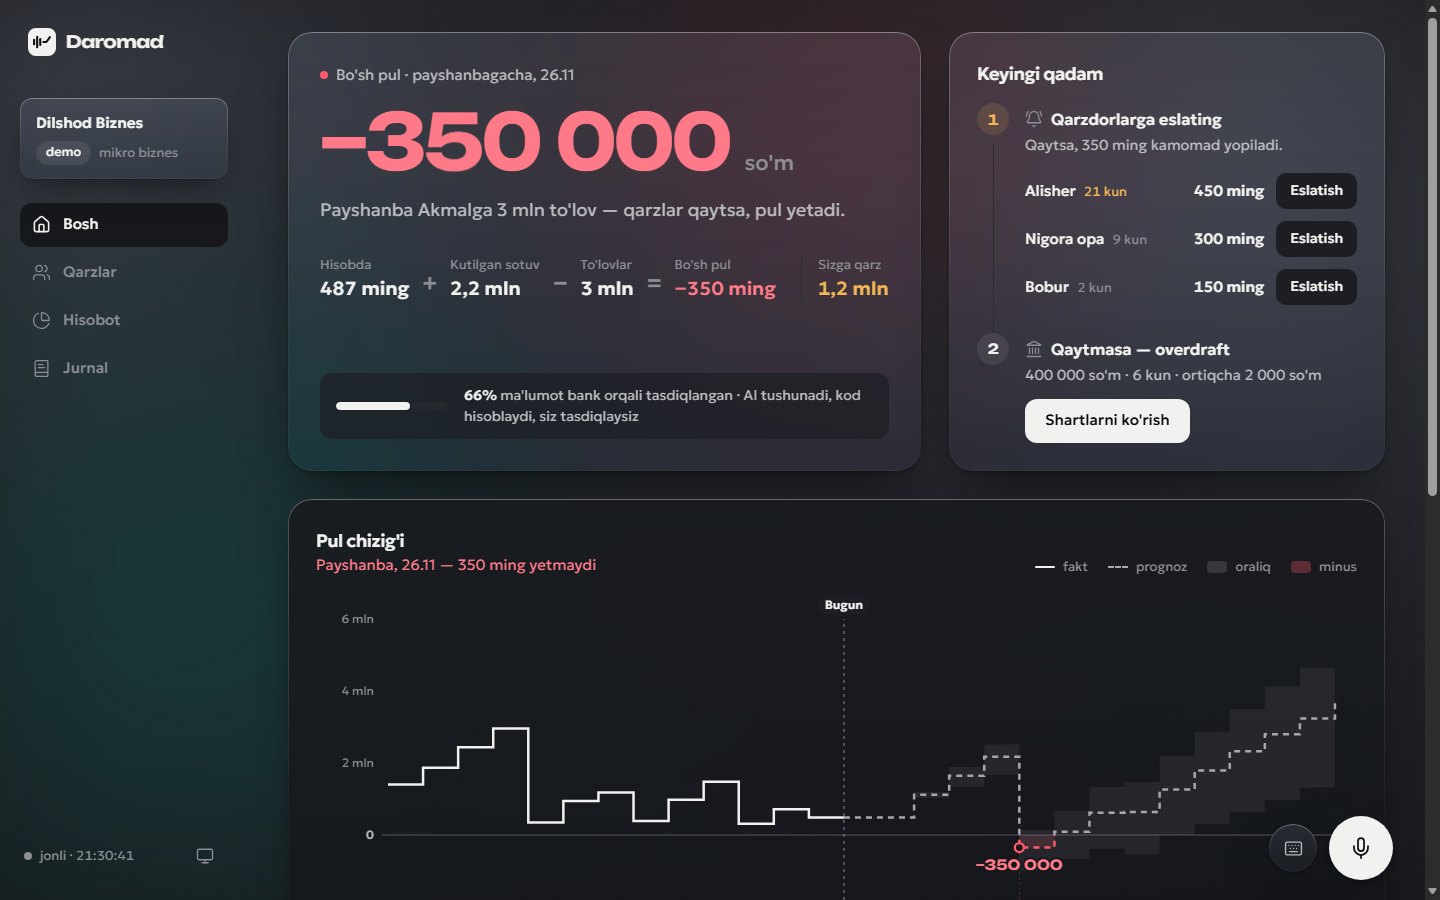 Daromad
Dilshod Biznes
demo mikro biznes
Bosh
Qarzlar
Hisobot
Jurnal
jonli · 21:30:41
Bo'sh pul · payshanbagacha, 26.11
−350 000 so'm
Payshanba Akmalga 3 mln to'lov — qarzlar qaytsa, pul yetadi.
Hisobda Kutilgan sotuv To'lovlar Bo'sh pul Sizga qarz
487 ming + 2,2 mln − 3 mln = −350 ming 1,2 mln
66% ma'lumot bank orqali tasdiqlangan · AI tushunadi, kod
hisoblaydi, siz tasdiqlaysiz
Keyingi qadam
1 Qarzdorlarga eslating
Qaytsa, 350 ming kamomad yopiladi.
Alisher 21 kun 450 ming Eslatish
Nigora opa 9 kun 300 ming Eslatish
Bobur 2 kun 150 ming Eslatish
2 Qaytmasa — overdraft
400 000 so'm · 6 kun · ortiqcha 2 000 so'm
Shartlarni ko'rish
Pul chizig'i
Payshanba, 26.11 — 350 ming yetmaydi
fakt prognoz oraliq minus
Bugun
6 mln
4 mln
2 mln
0
−350 000